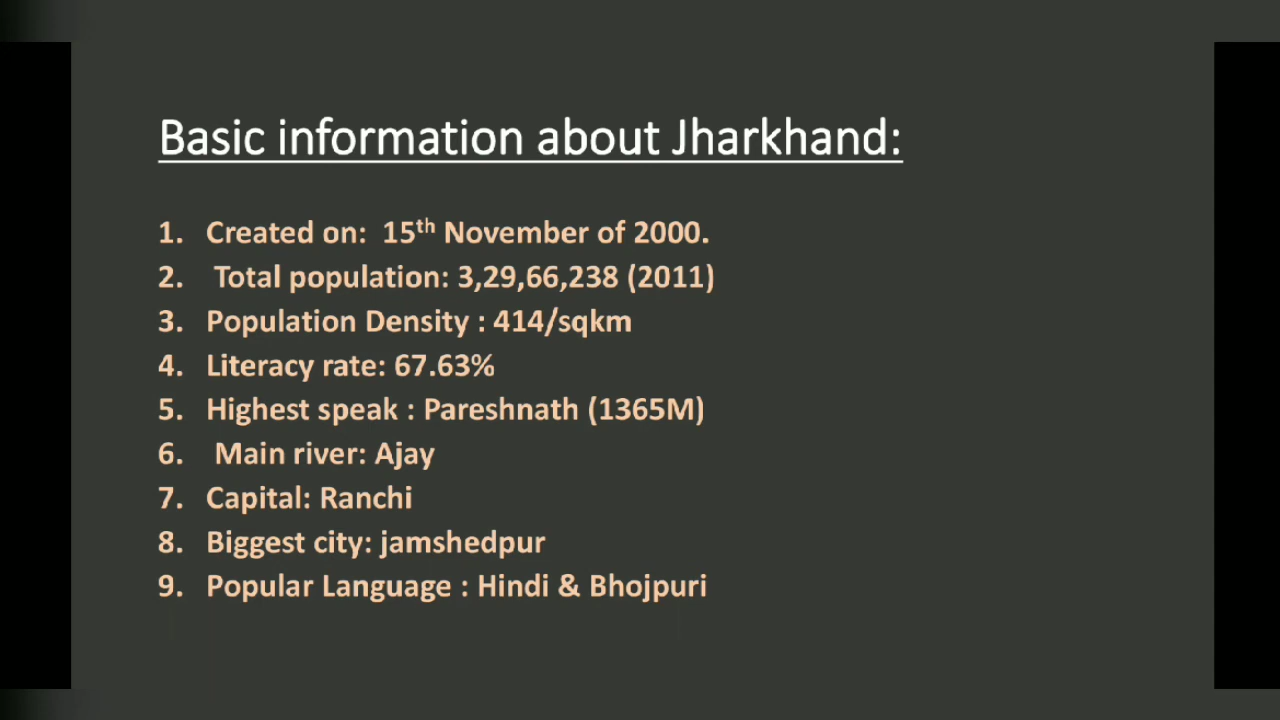 Basic information about Jharkhand:
1. Created on: 15th November of 2000.
2. Total population: 3,29,66,238 (2011)
3. Population Density : 414/sqkm
4. Literacy rate: 67.63%
5. Highest speak : Pareshnath (1365M)
6. Main river: Ajay
7. Capital: Ranchi
8. Biggest city: jamshedpur
9. Popular Language : Hindi & Bhojpuri